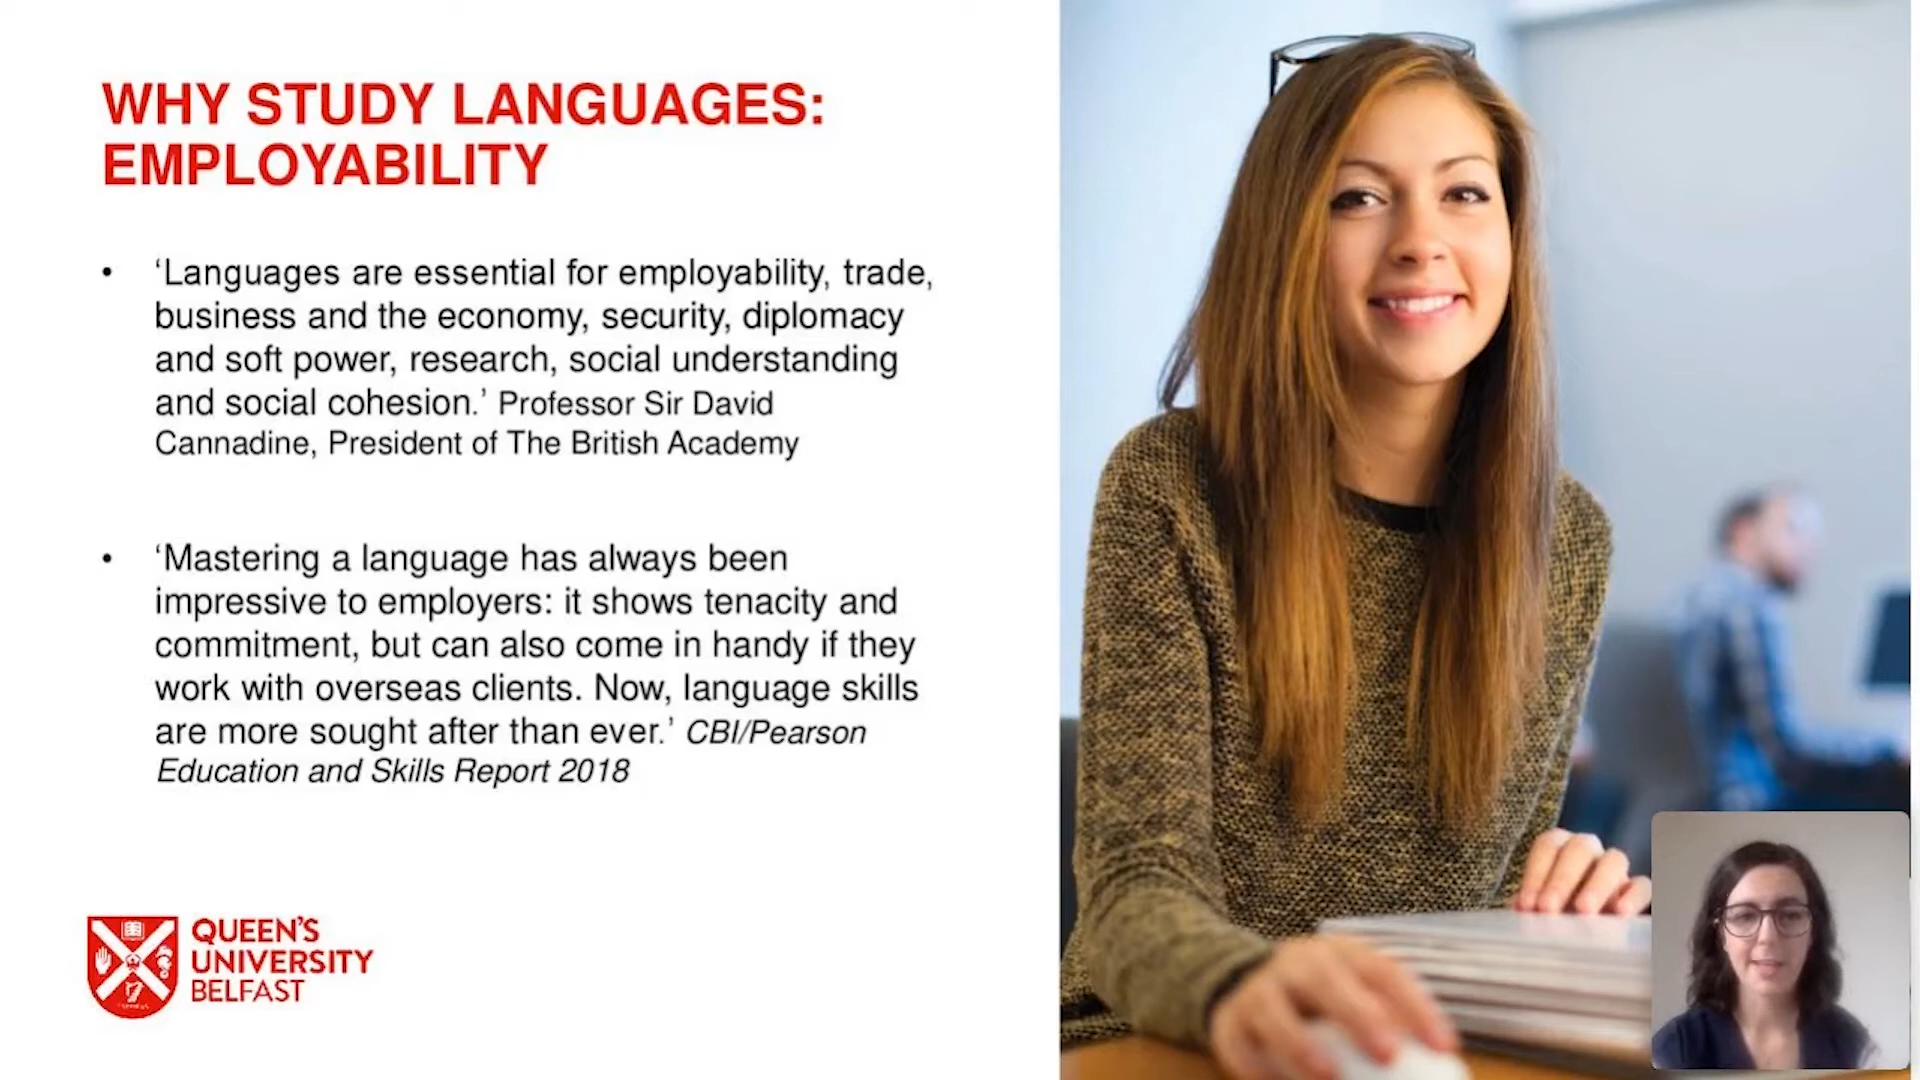 WHY STUDY LANGUAGES:
EMPLOYABILITY
• ‘Languages are essential for employability, trade,
business and the economy, security, diplomacy
and soft power, research, social understanding
and social cohesion.’ Professor Sir David
Cannadine, President of The British Academy
• ‘Mastering a language has always been
impressive to employers: it shows tenacity and
commitment, but can also come in handy if they
work with overseas clients. Now, language skills
are more sought after than ever.’ CBI/Pearson
Education and Skills Report 2018
QUEEN’S
UNIVERSITY
BELFAST